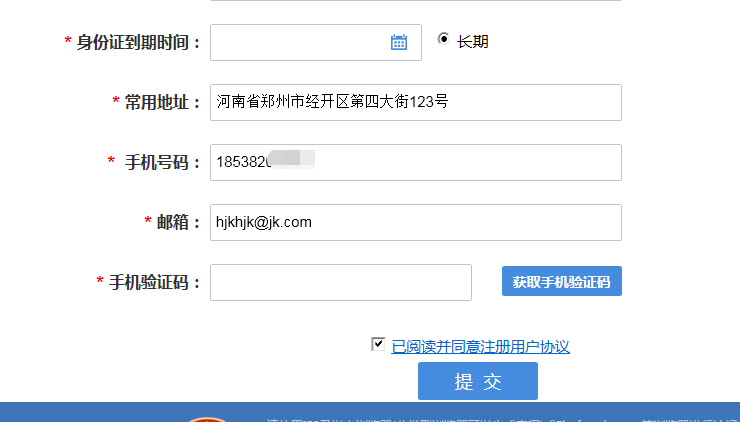 * 身份证到期时间： 长期
* 常用地址： 河南省郑州市经开区第四大街123号
* 手机号码： 185382
* 邮箱： hjkhjk@jk.com
* 手机验证码： 获取手机验证码
已阅读并同意注册用户协议
提 交